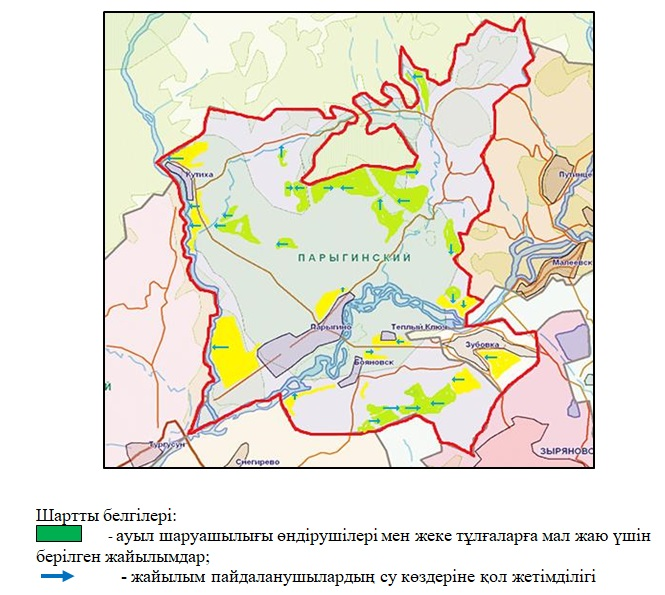 Кутиха
Путинце
ПАРЫГИНСКИЙ
Малеевск
Парыгино
Теплый Ключ
Зубовка
Бояновск
Й
Тургусун
Снегирево
ЗЫРЯНОВС
Шартты белгілері:
- ауыл шаруашылығы өндірушілері мен жеке тұлғаларға мал жаю үшін
берілген жайылымдар;
- жайылым пайдаланушылардың су көздеріне қол жетімділігі